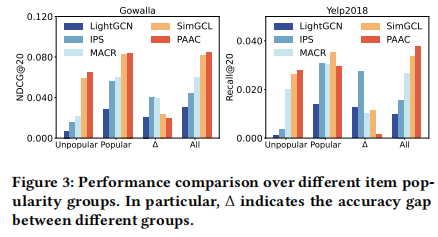 Gowalla
NDCG@20
0.120
0.080
0.040
0.000
LightGCN
IPS
MACR
SimGCL
PAAC
Unpopular Popular Δ All
Yelp2018
Recall@20
0.040
0.020
0.000
LightGCN
IPS
MACR
SimGCL
PAAC
Unpopular Popular Δ All
Figure 3: Performance comparison over different item pop-
ularity groups. In particular, Δ indicates the accuracy gap
between different groups.